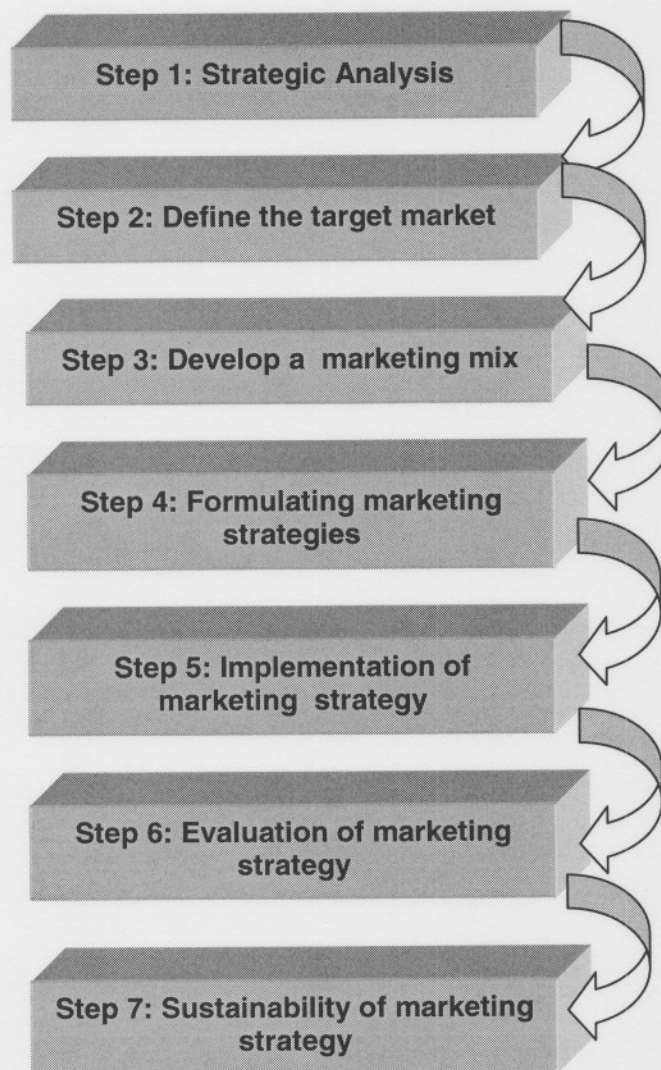 Step 1: Strategic Analysis
Step 2: Define the target market
Step 3: Develop a marketing mix
Step 4: Formulating marketing
strategies
Step 5: Implementation of
marketing strategy
Step 6: Evaluation of marketing
strategy
Step 7: Sustainability of marketing
strategy